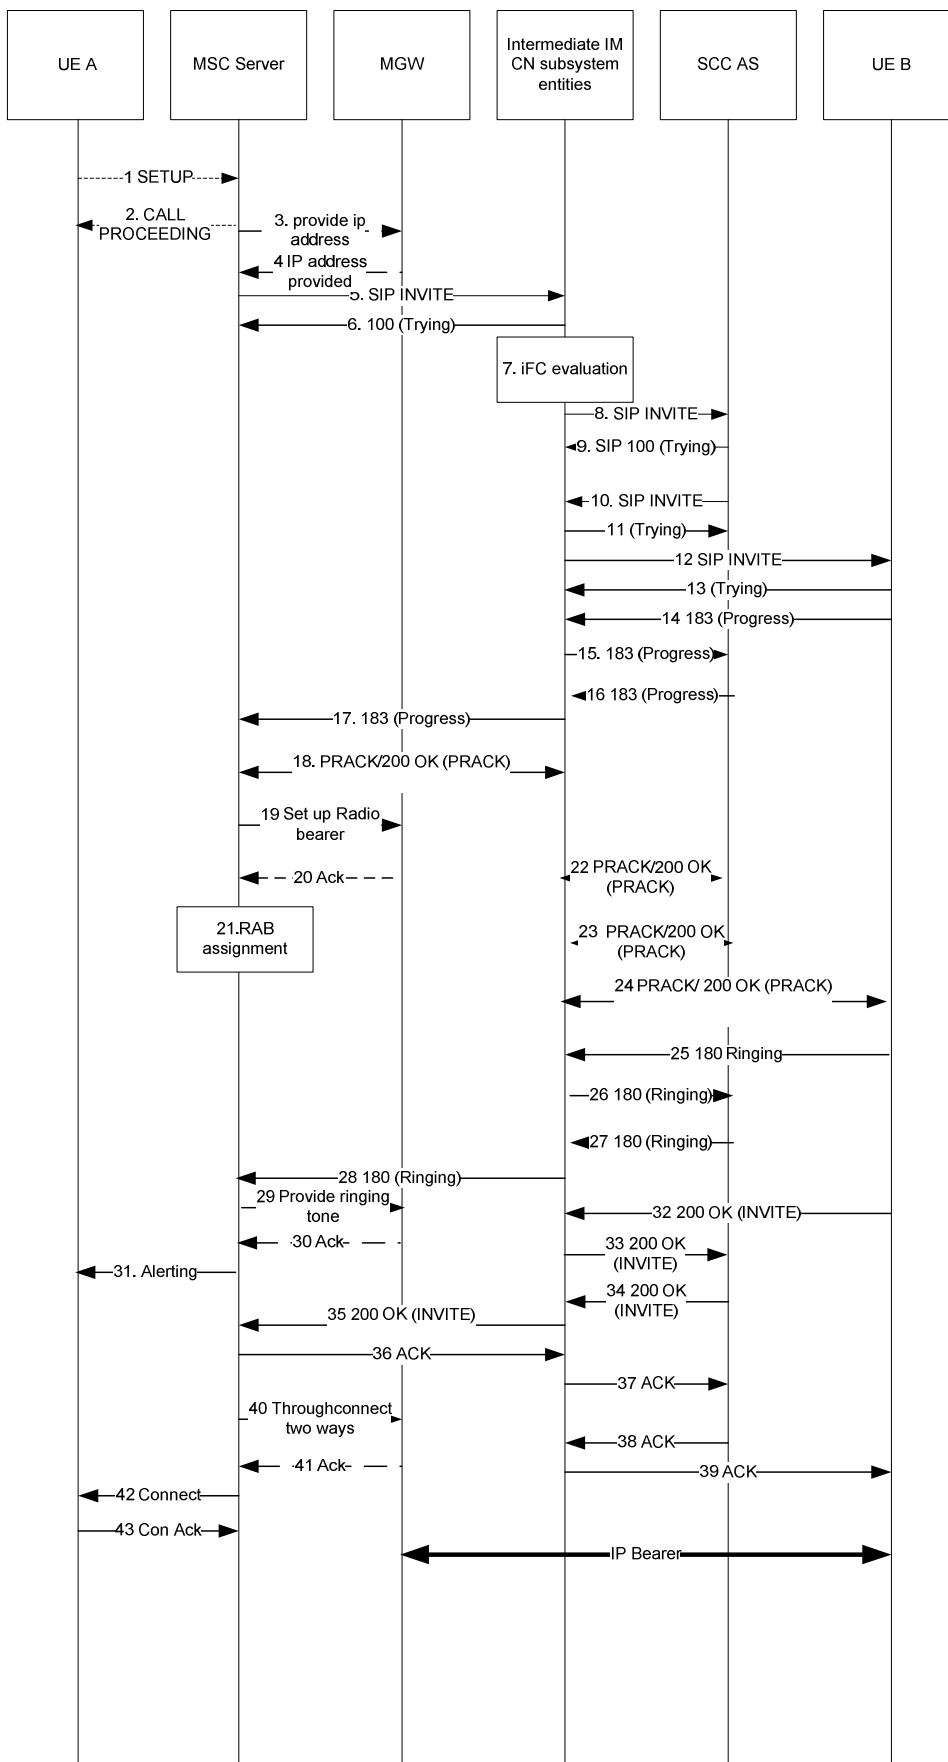 UE A
MSC Server
MGW
Intermediate IM
CN subsystem
entities
SCC AS
UE B
1 SETUP
2. CALL
PROCEEDING
3. provide ip
address
4 IP address
provided
5. SIP INVITE
6. 100 (Trying)
7. iFC evaluation
8. SIP INVITE
9. SIP 100 (Trying)
10. SIP INVITE
11 (Trying)
12 SIP INVITE
13 (Trying)
14 183 (Progress)
15. 183 (Progress)
16 183 (Progress)
17. 183 (Progress)
18. PRACK/200 OK (PRACK)
19 Set up Radio
bearer
20 Ack
22 PRACK/200 OK
(PRACK)
21.RAB
assignment
23 PRACK/200 OK
(PRACK)
24 PRACK/ 200 OK (PRACK)
25 180 Ringing
26 180 (Ringing)
27 180 (Ringing)
28 180 (Ringing)
29 Provide ringing
tone
32 200 OK (INVITE)
30 Ack
33 200 OK
(INVITE)
31. Alerting
34 200 OK
(INVITE)
35 200 OK (INVITE)
36 ACK
37 ACK
40 Throughconnect
two ways
38 ACK
41 Ack
39 ACK
42 Connect
43 Con Ack
IP Bearer